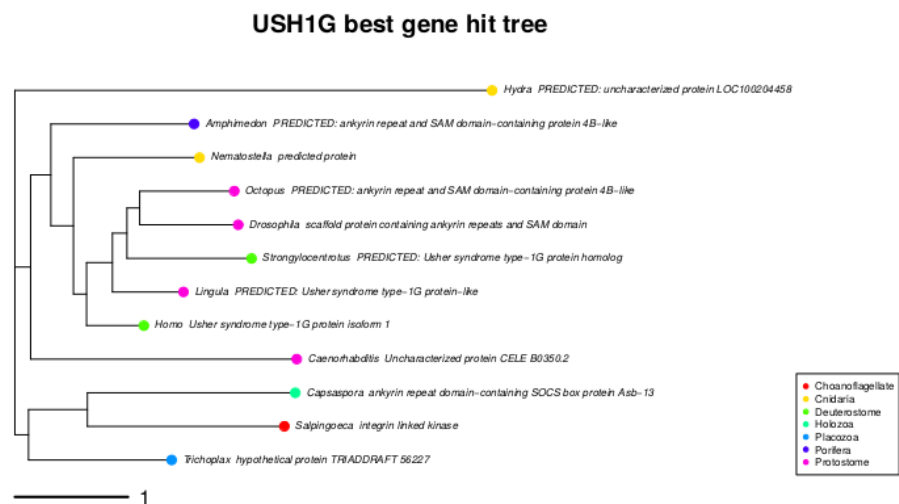 USH1G best gene hit tree
Hydra PREDICTED: uncharacterized protein LOC100204458
Amphimedon PREDICTED: ankyrin repeat and SAM domain−containing protein 4B−like
Nematostella predicted protein
Octopus PREDICTED: ankyrin repeat and SAM domain−containing protein 4B−like
Drosophila scaffold protein containing ankyrin repeats and SAM domain
Strongylocentrotus PREDICTED: Usher syndrome type−1G protein homolog
Lingula PREDICTED: Usher syndrome type−1G protein−like
Homo Usher syndrome type−1G protein isoform 1
Caenorhabditis Uncharacterized protein CELE B0350.2
Capsaspora ankyrin repeat domain−containing SOCS box protein Asb−13
Salpingoeca integrin linked kinase
Trichoplax hypothetical protein TRIADDRAFT 56227
Choanoflagellate
Cnidaria
Deuterostome
Holozoa
Placozoa
Porifera
Protostome
1